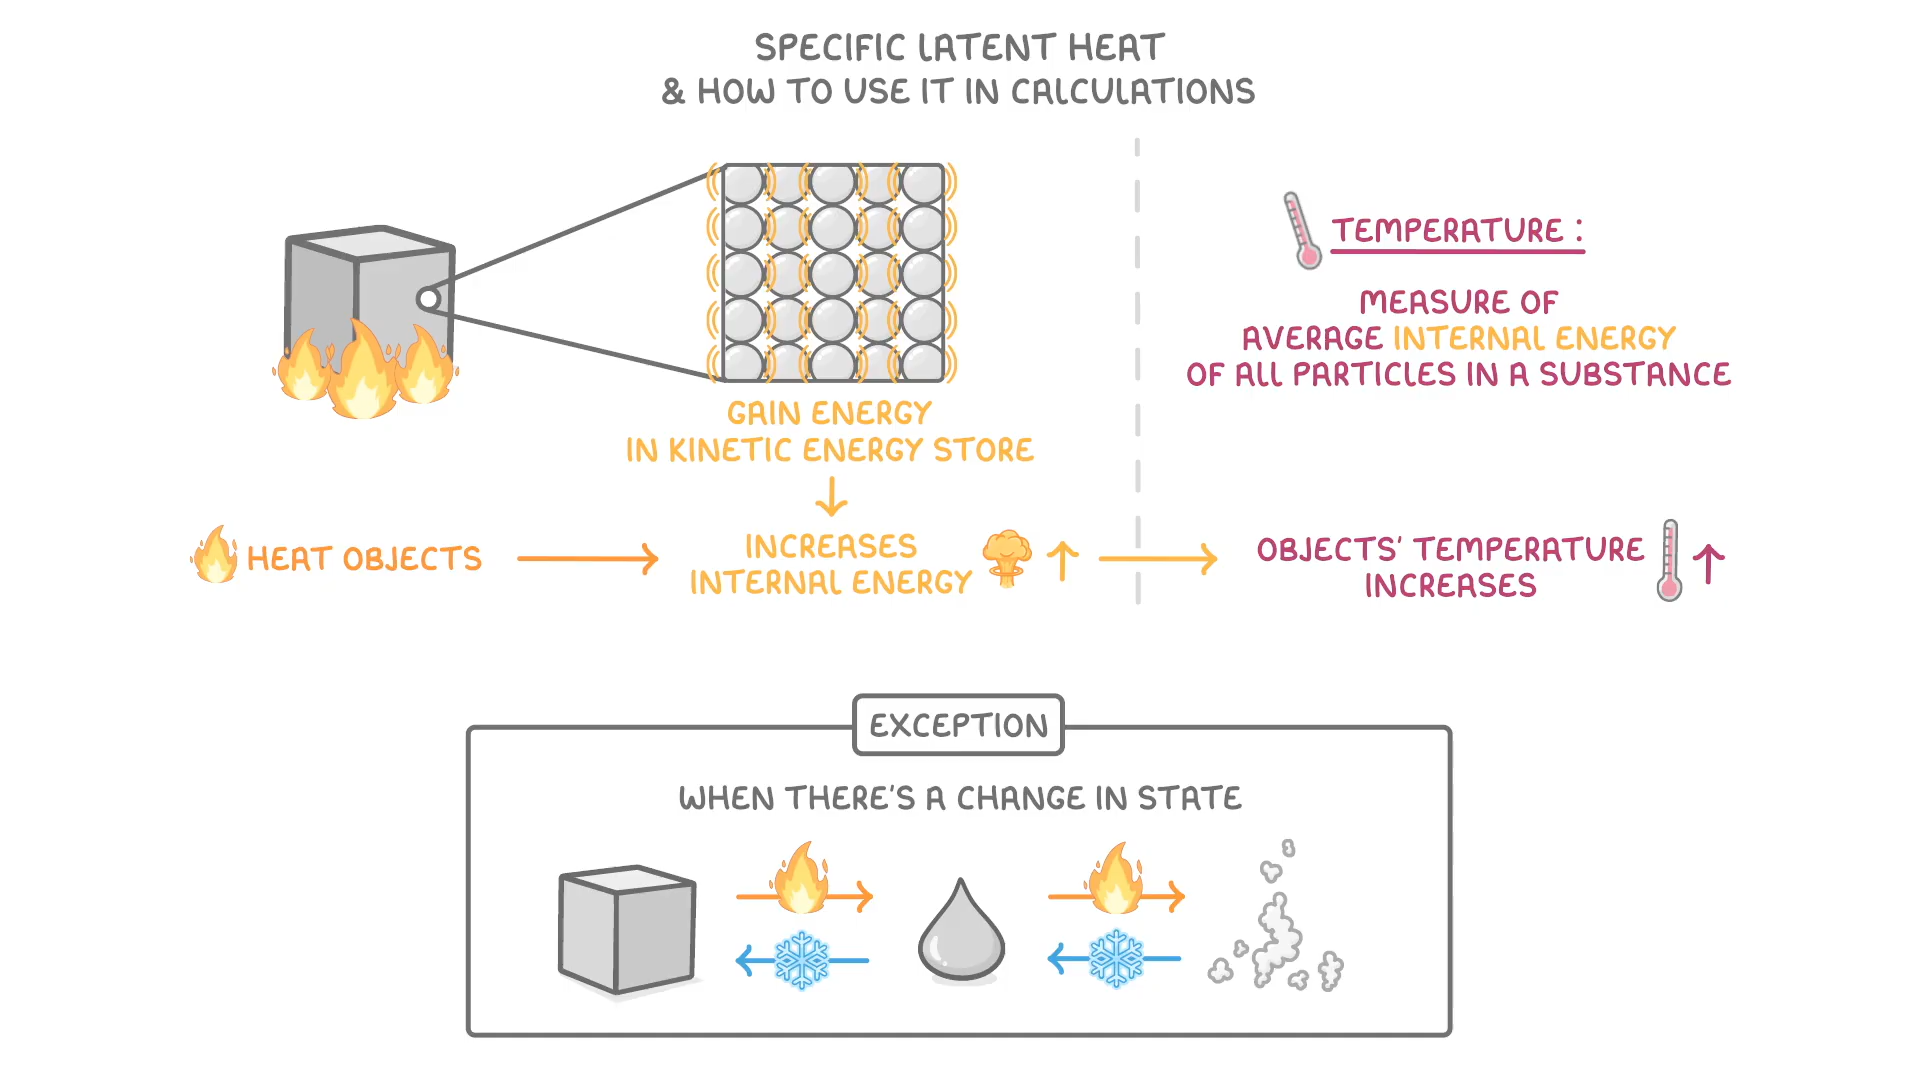 SPECIFIC LATENT HEAT
& HOW TO USE IT IN CALCULATIONS
GAIN ENERGY
IN KINETIC ENERGY STORE
HEAT OBJECTS
INCREASES
INTERNAL ENERGY
TEMPERATURE :
MEASURE OF
AVERAGE INTERNAL ENERGY
OF ALL PARTICLES IN A SUBSTANCE
OBJECTS' TEMPERATURE
INCREASES
EXCEPTION
WHEN THERE'S A CHANGE IN STATE